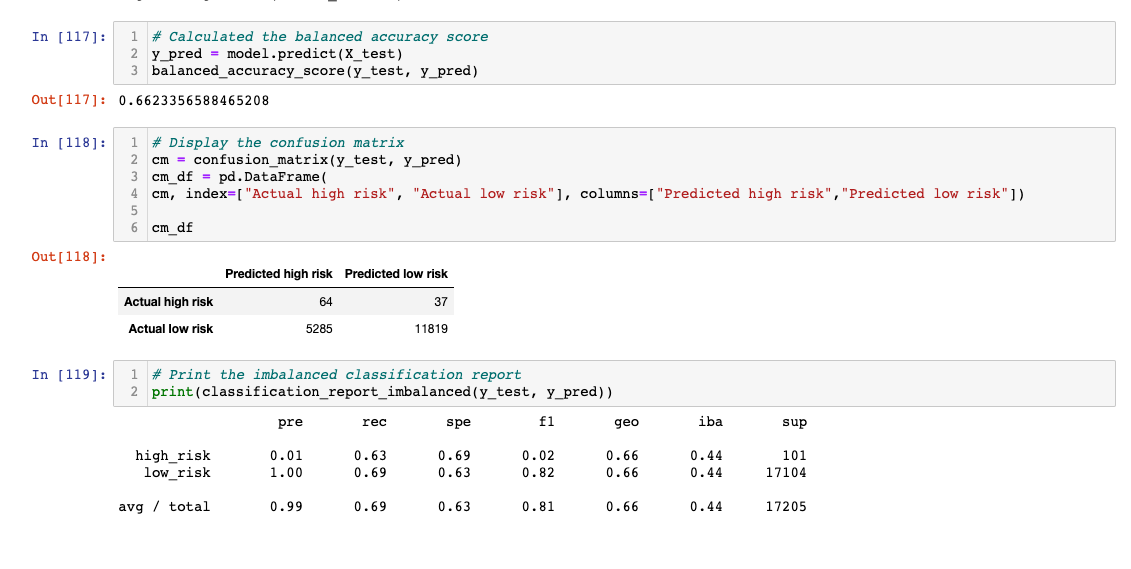 In [117]:
1 # Calculated the balanced accuracy score
2 y_pred = model.predict(X_test)
3 balanced_accuracy_score(y_test, y_pred)
Out[117]: 0.6623356588465208
In [118]:
1 # Display the confusion matrix
2 cm = confusion_matrix(y_test, y_pred)
3 cm_df = pd.DataFrame(
4 cm, index=["Actual high risk", "Actual low risk"], columns=["Predicted high risk","Predicted low risk"])
5
6 cm_df
Out[118]:
Predicted high risk Predicted low risk
Actual high risk 64 37
Actual low risk 5285 11819
In [119]:
1 # Print the imbalanced classification report
2 print(classification_report_imbalanced(y_test, y_pred))
pre rec spe f1 geo iba sup
high_risk 0.01 0.63 0.69 0.02 0.66 0.44 101
low_risk 1.00 0.69 0.63 0.82 0.66 0.44 17104
avg / total 0.99 0.69 0.63 0.81 0.66 0.44 17205